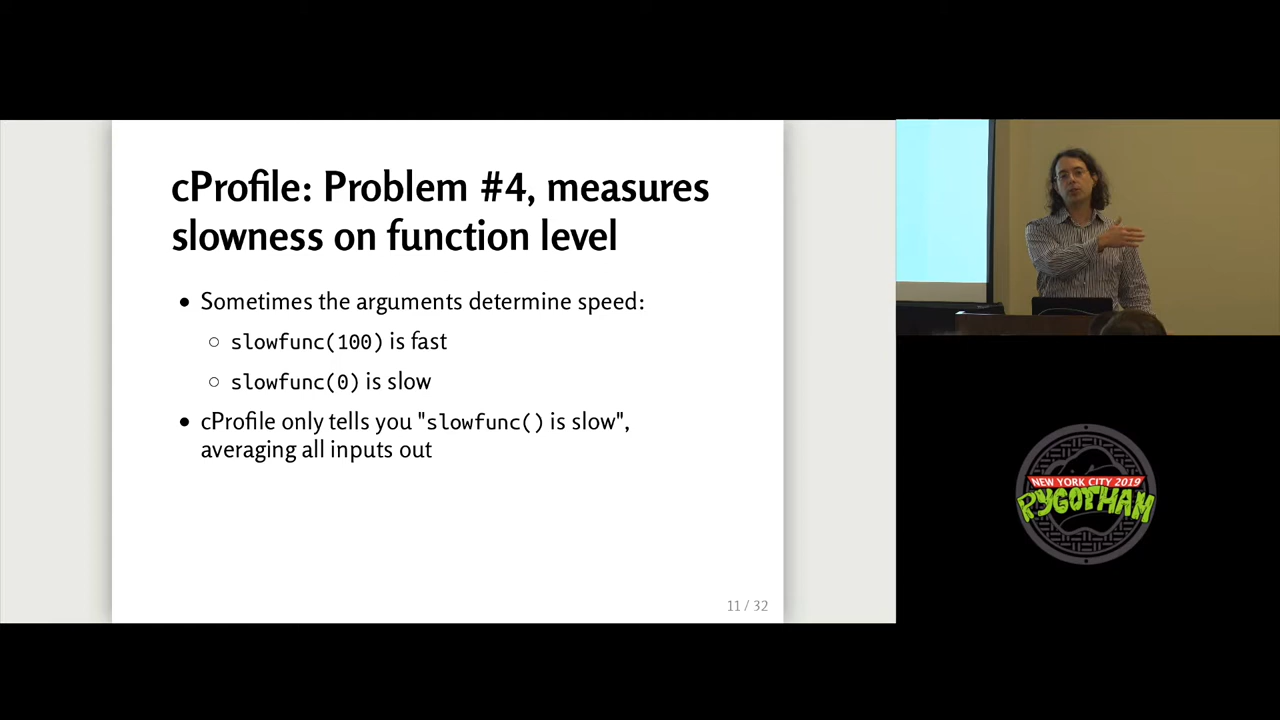 cProfile: Problem #4, measures
slowness on function level
• Sometimes the arguments determine speed:
○ slowfunc(100) is fast
○ slowfunc(0) is slow
• cProfile only tells you "slowfunc() is slow",
averaging all inputs out
11 / 32
NEW YORK CITY 2019
PYGOTHAM